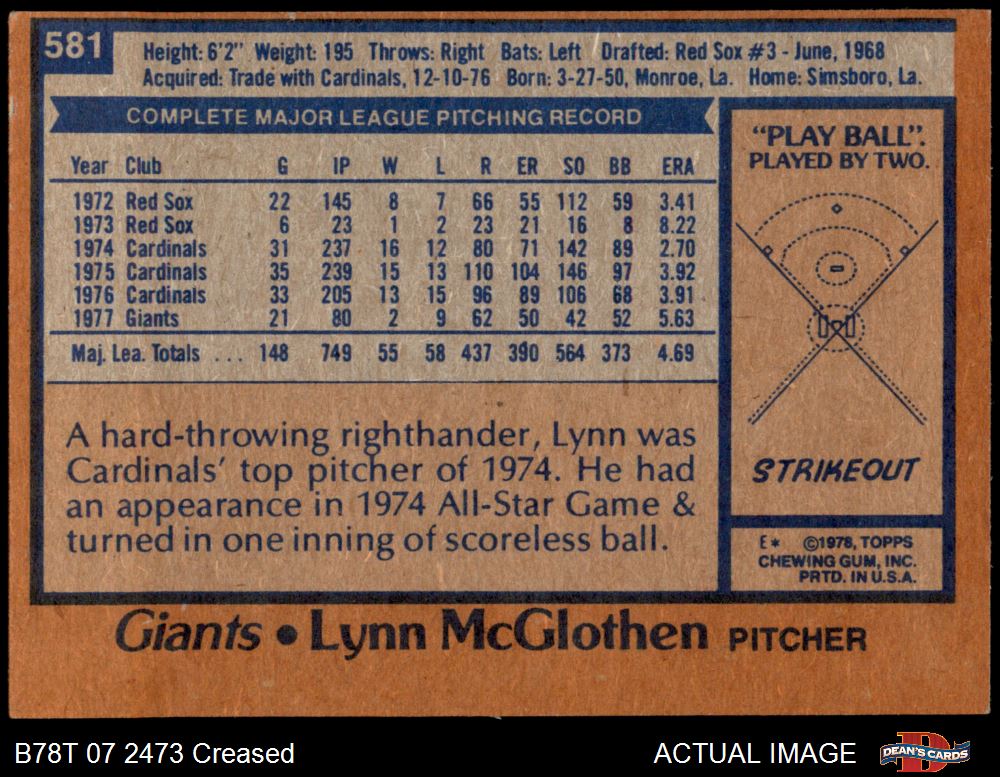 581
Height: 6'2" Weight: 195 Throws: Right Bats: Left Drafted: Red Sox #3 - June, 1968
Acquired: Trade with Cardinals, 12-10-76 Born: 3-27-50, Monroe, La. Home: Simsboro, La.
COMPLETE MAJOR LEAGUE PITCHING RECORD
Year Club G IP W L R ER SO BB ERA
1972 Red Sox 22 145 8 7 66 55 112 59 3.41
1973 Red Sox 6 23 1 2 23 21 16 8 8.22
1974 Cardinals 31 237 16 12 80 71 142 89 2.70
1975 Cardinals 35 239 15 13 110 104 146 97 3.92
1976 Cardinals 33 205 13 15 96 89 106 68 3.91
1977 Giants 21 80 2 9 62 50 42 52 5.63
Maj. Lea. Totals ... 148 749 55 58 437 390 564 373 4.69
A hard-throwing righthander, Lynn was
Cardinals' top pitcher of 1974. He had
an appearance in 1974 All-Star Game &
turned in one inning of scoreless ball.
"PLAY BALL".
PLAYED BY TWO.
STRIKEOUT
E* ©1978, TOPPS
CHEWING GUM, INC.
PRTD. IN U.S.A.
Giants • Lynn McGlothen PITCHER
B78T 07 2473 Creased
ACTUAL IMAGE
DEAN'S CARDS